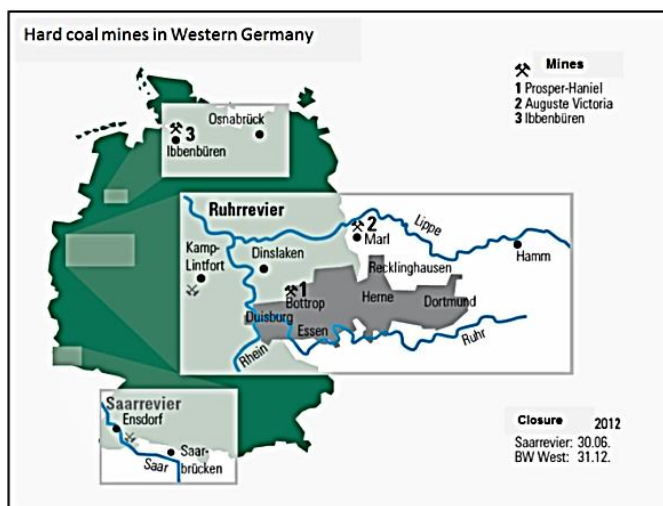 Hard coal mines in Western Germany
Mines
1 Prosper-Haniel
2 Auguste Victoria
3 Ibbenbüren
Osnabrück
3
Ibbenbüren
Ruhrrevier
Kamp-
Lintfort
Dinslaken
2
Marl
Lippe
Hamm
Recklinghausen
1
Bottrop
Herne
Dortmund
Duisburg
Essen
Rhein
Ruhr
Saarrevier
Ensdorf
Saar
Saar-
brücken
Closure 2012
Saarrevier: 30.06.
BW West: 31.12.